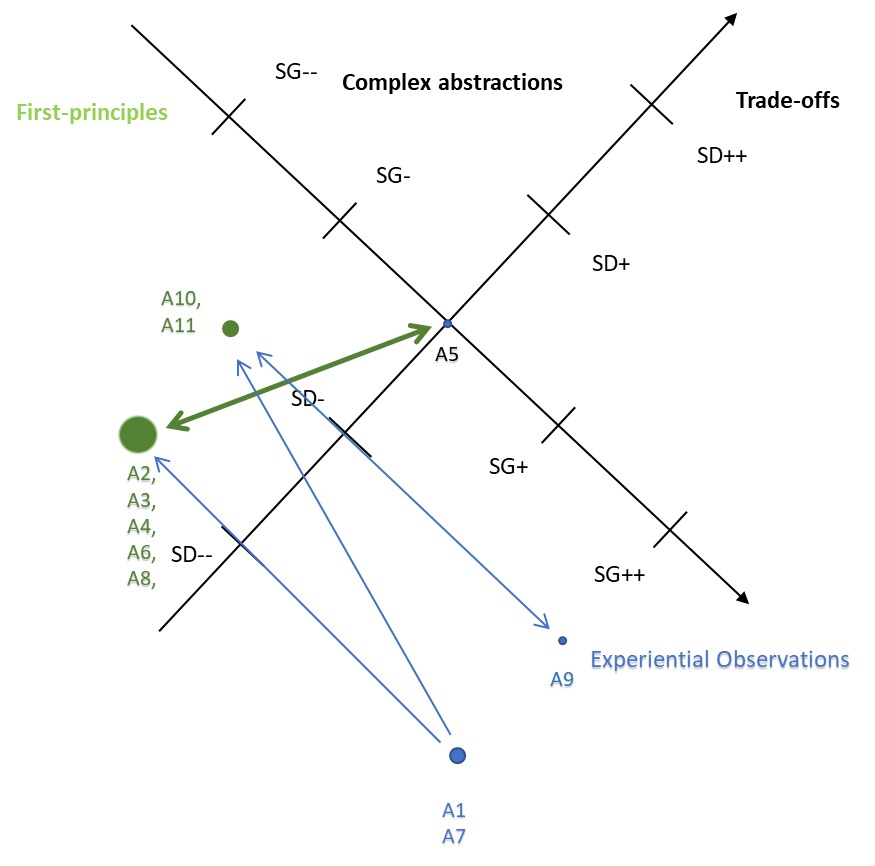 SG--
Complex abstractions
First-principles
Trade-offs
SD++
SG-
SD+
A10,
A11
A5
SD-
SG+
A2,
A3,
A4,
A6,
A8,
SD--
SG++
Experiential Observations
A9
A1
A7